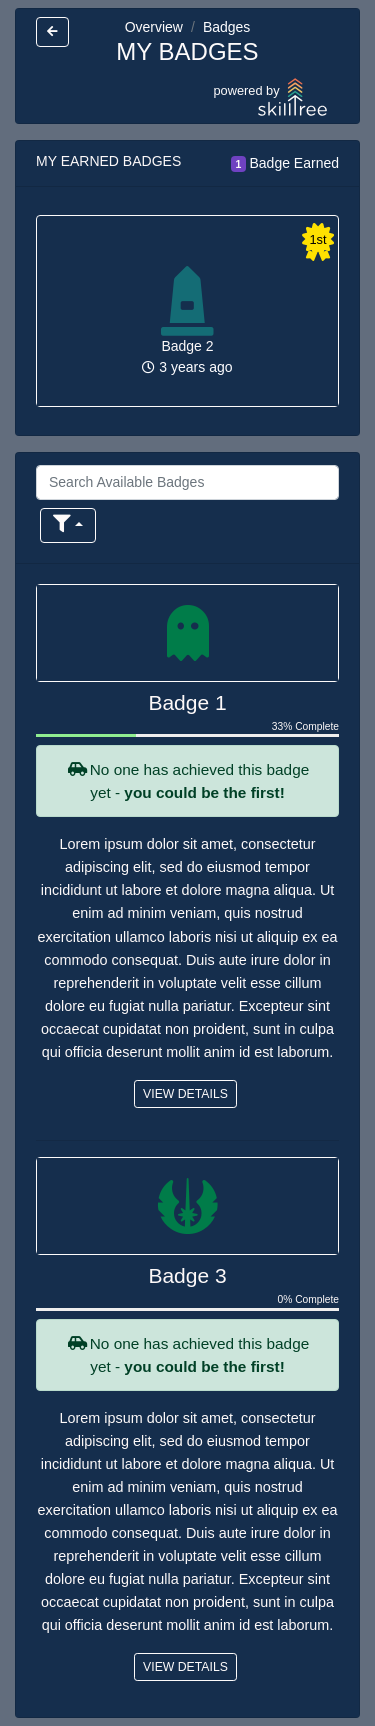 Overview / Badges
MY BADGES
powered by
skilltree
MY EARNED BADGES
1 Badge Earned
1st
Badge 2
3 years ago
Search Available Badges
Badge 1
33% Complete
No one has achieved this badge
yet - you could be the first!
Lorem ipsum dolor sit amet, consectetur
adipiscing elit, sed do eiusmod tempor
incididunt ut labore et dolore magna aliqua. Ut
enim ad minim veniam, quis nostrud
exercitation ullamco laboris nisi ut aliquip ex ea
commodo consequat. Duis aute irure dolor in
reprehenderit in voluptate velit esse cillum
dolore eu fugiat nulla pariatur. Excepteur sint
occaecat cupidatat non proident, sunt in culpa
qui officia deserunt mollit anim id est laborum.
VIEW DETAILS
Badge 3
0% Complete
No one has achieved this badge
yet - you could be the first!
Lorem ipsum dolor sit amet, consectetur
adipiscing elit, sed do eiusmod tempor
incididunt ut labore et dolore magna aliqua. Ut
enim ad minim veniam, quis nostrud
exercitation ullamco laboris nisi ut aliquip ex ea
commodo consequat. Duis aute irure dolor in
reprehenderit in voluptate velit esse cillum
dolore eu fugiat nulla pariatur. Excepteur sint
occaecat cupidatat non proident, sunt in culpa
qui officia deserunt mollit anim id est laborum.
VIEW DETAILS